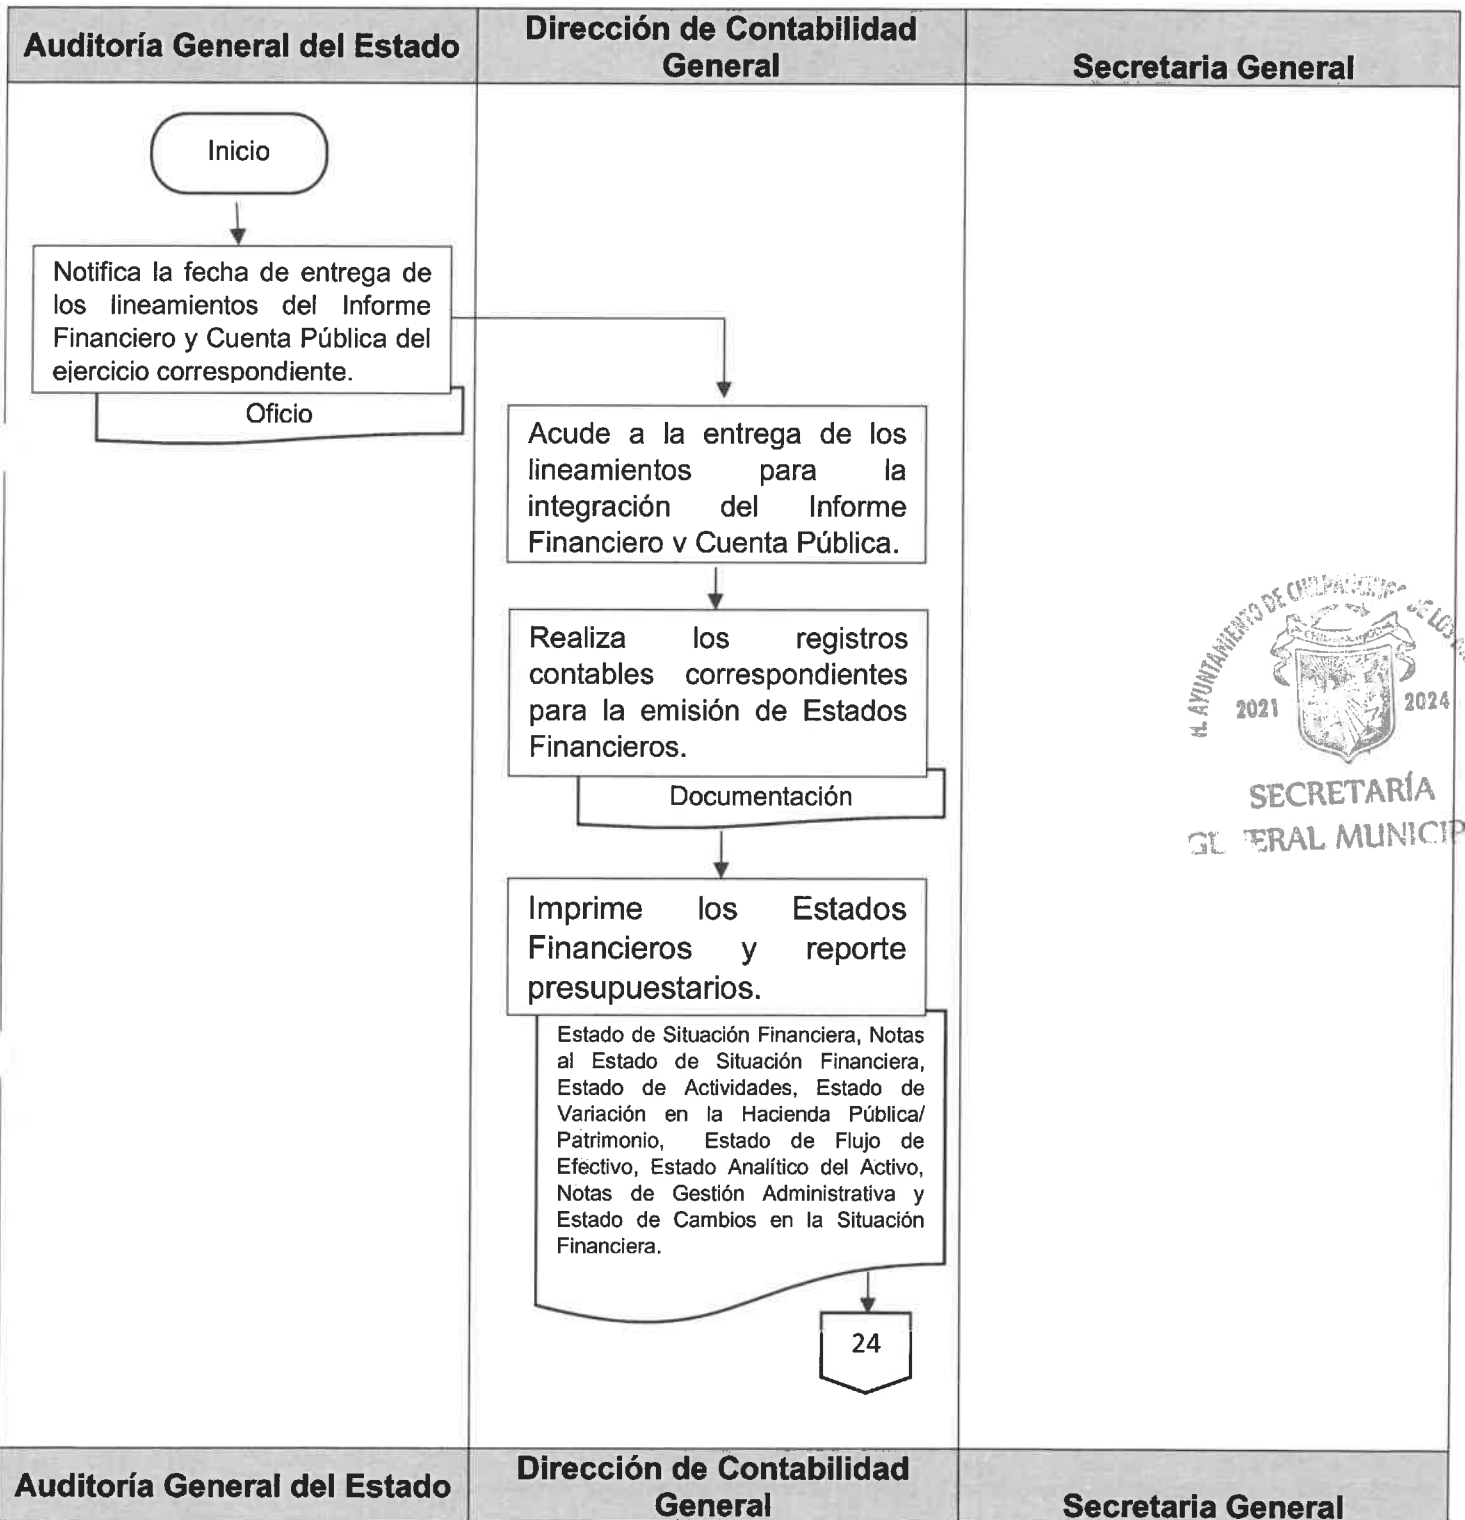 Auditoría General del Estado
Dirección de Contabilidad
General
Secretaria General
Inicio
Notifica la fecha de entrega de
los lineamientos del Informe
Financiero y Cuenta Pública del
ejercicio correspondiente.
Oficio
Acude a la entrega de los
lineamientos para la
integración del Informe
Financiero y Cuenta Pública.
Realiza los registros
contables correspondientes
para la emisión de Estados
Financieros.
Documentación
Imprime los Estados
Financieros y reporte
presupuestarios.
Estado de Situación Financiera, Notas
al Estado de Situación Financiera,
Estado de Actividades, Estado de
Variación en la Hacienda Pública/
Patrimonio, Estado de Flujo de
Efectivo, Estado Analítico del Activo,
Notas de Gestión Administrativa y
Estado de Cambios en la Situación
Financiera.
24
H. AYUNTAMIENTO DE
DE LOS
2021
2024
SECRETARÍA
MUNICIP
Auditoría General del Estado
Dirección de Contabilidad
General
Secretaria General